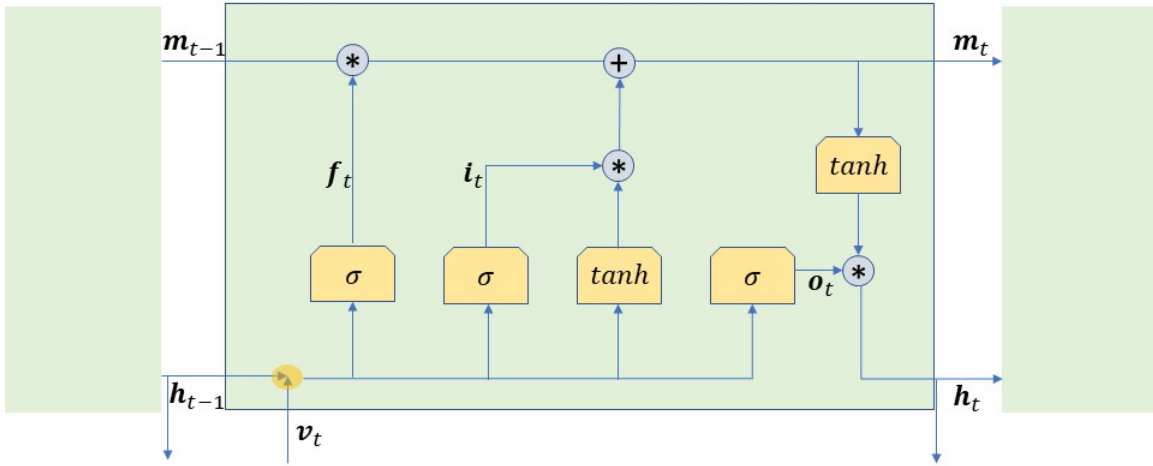 m_{t−1}
m_t
*
+
f_t
i_t
*
tanh
σ
σ
tanh
σ
o_t
*
h_{t−1}
h_t
v_t